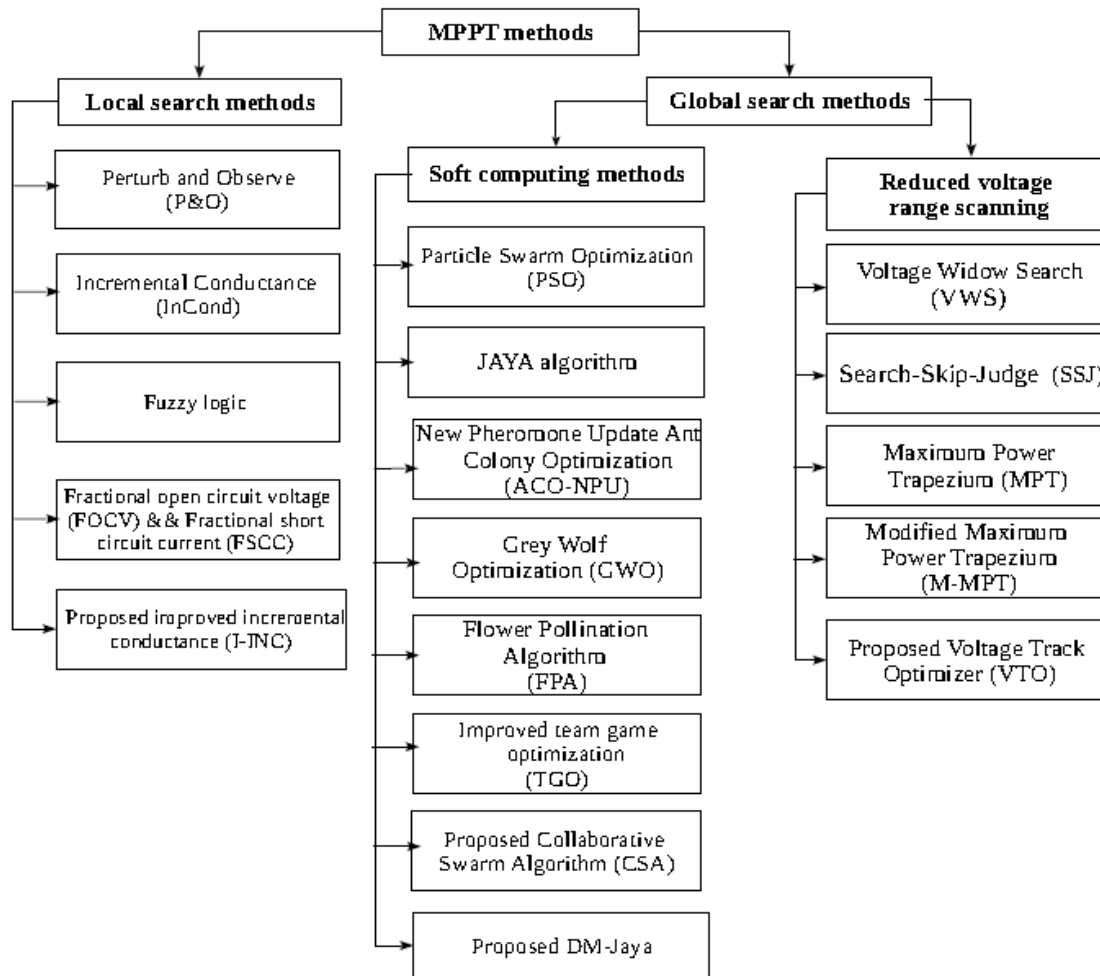 MPPT methods
Local search methods
Global search methods
Perturb and Observe
(P&O)
Incremental Conductance
(InCond)
Fuzzy logic
Fractional open circuit voltage
(FOCV) && Fractional short
circuit current (FSCC)
Proposed improved incremental
conductance (I-INC)
Soft computing methods
Particle Swarm Optimization
(PSO)
JAYA algorithm
New Pheromone Update Ant
Colony Optimization
(ACO-NPU)
Grey Wolf
Optimization (GWO)
Flower Pollination
Algorithm
(FPA)
Improved team game
optimization
(TGO)
Proposed Collaborative
Swarm Algorithm (CSA)
Proposed DM-Jaya
Reduced voltage
range scanning
Voltage Widow Search
(VWS)
Search-Skip-Judge (SSJ)
Maximum Power
Trapezium (MPT)
Modified Maximum
Power Trapezium
(M-MPT)
Proposed Voltage Track
Optimizer (VTO)